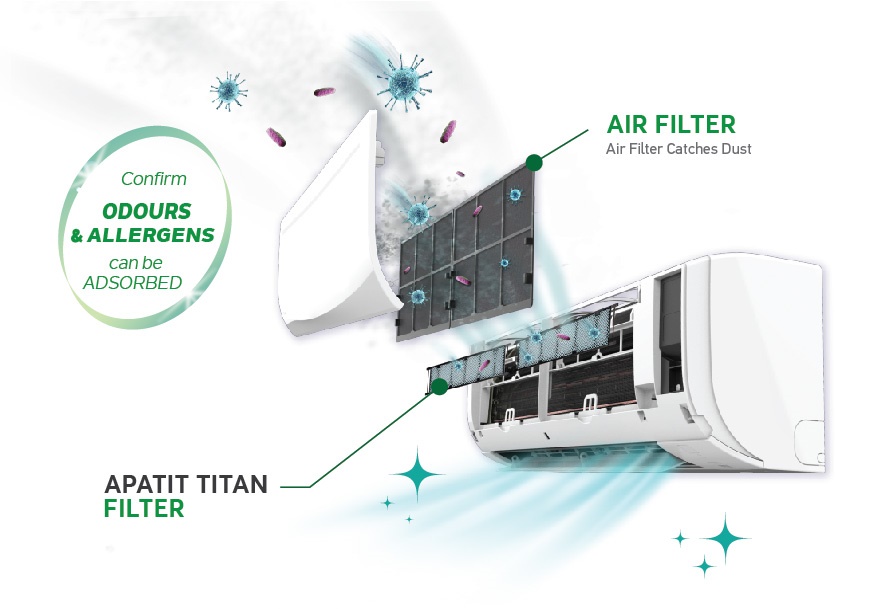 AIR FILTER
Air Filter Catches Dust
Confirm
ODOURS
& ALLERGENS
can be
ADSORBED
APATIT TITAN
FILTER